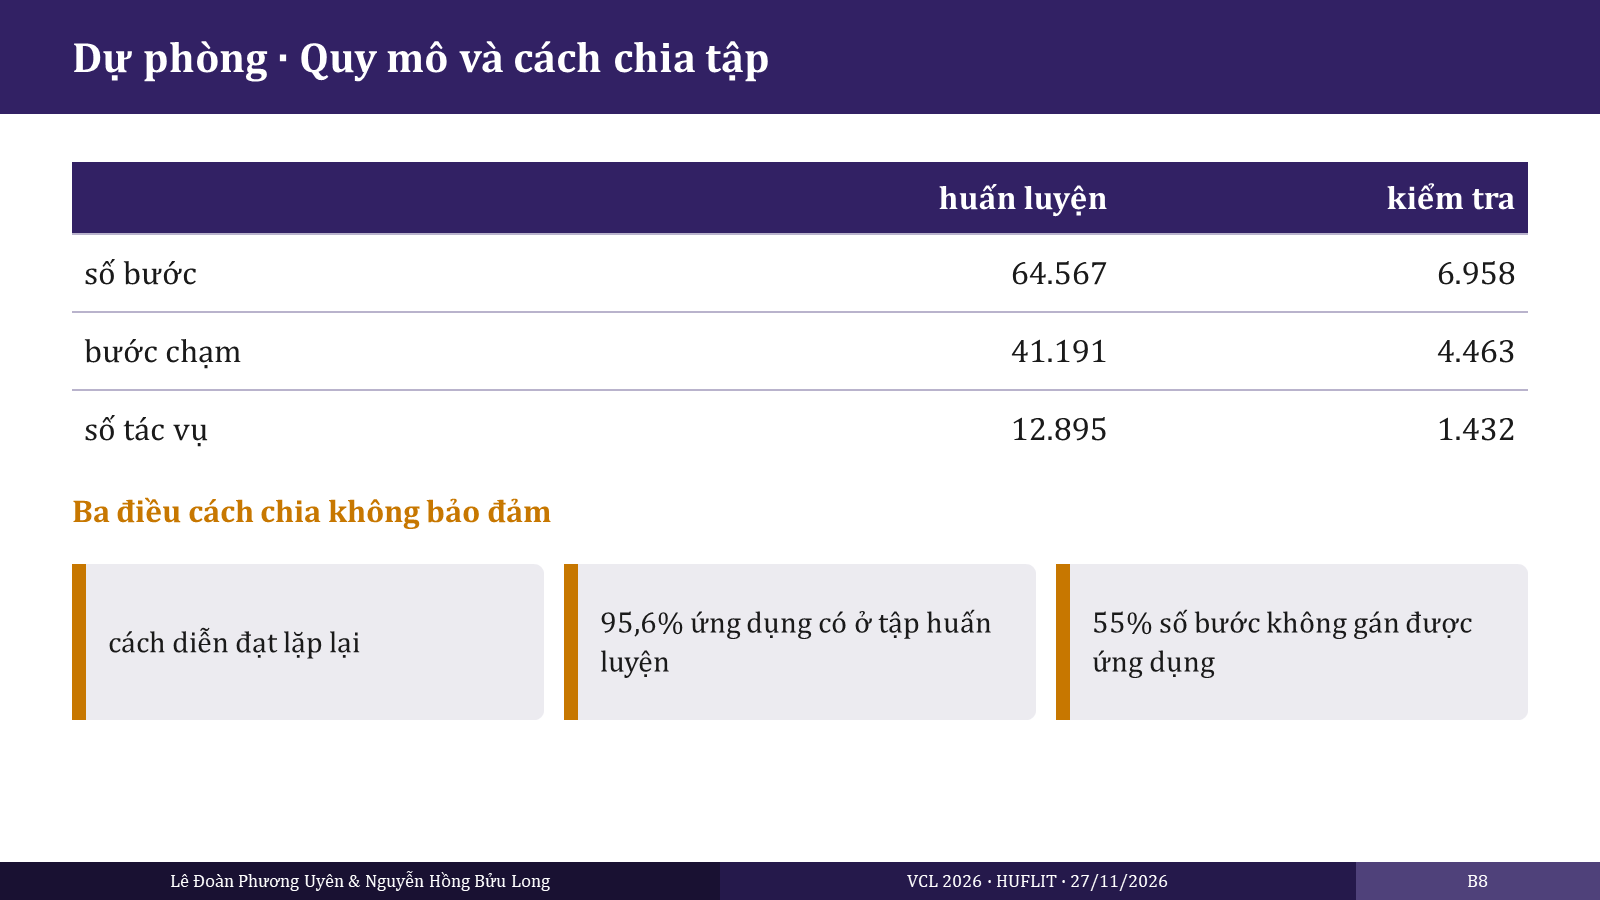 Dự phòng · Quy mô và cách chia tập
huấn luyện kiểm tra
số bước 64.567 6.958
bước chạm 41.191 4.463
số tác vụ 12.895 1.432
Ba điều cách chia không bảo đảm
cách diễn đạt lặp lại
95,6% ứng dụng có ở tập huấn
luyện
55% số bước không gán được
ứng dụng
Lê Đoàn Phương Uyên & Nguyễn Hồng Bửu Long
VCL 2026 · HUFLIT · 27/11/2026
B8